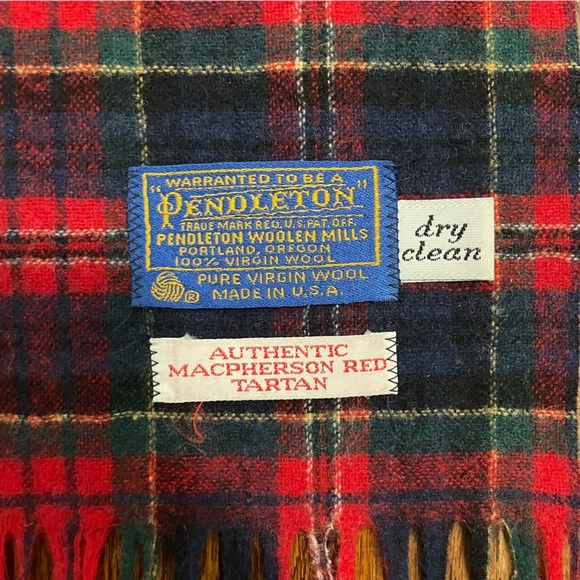 WARRANTED TO BE A
"PENDLETON"
TRADE MARK REG. U.S. PAT. OFF.
PENDLETON WOOLEN MILLS
PORTLAND, OREGON
100% VIRGIN WOOL
PURE VIRGIN WOOL
® MADE IN U.S.A.
dry
clean
AUTHENTIC
MACPHERSON RED
TARTAN